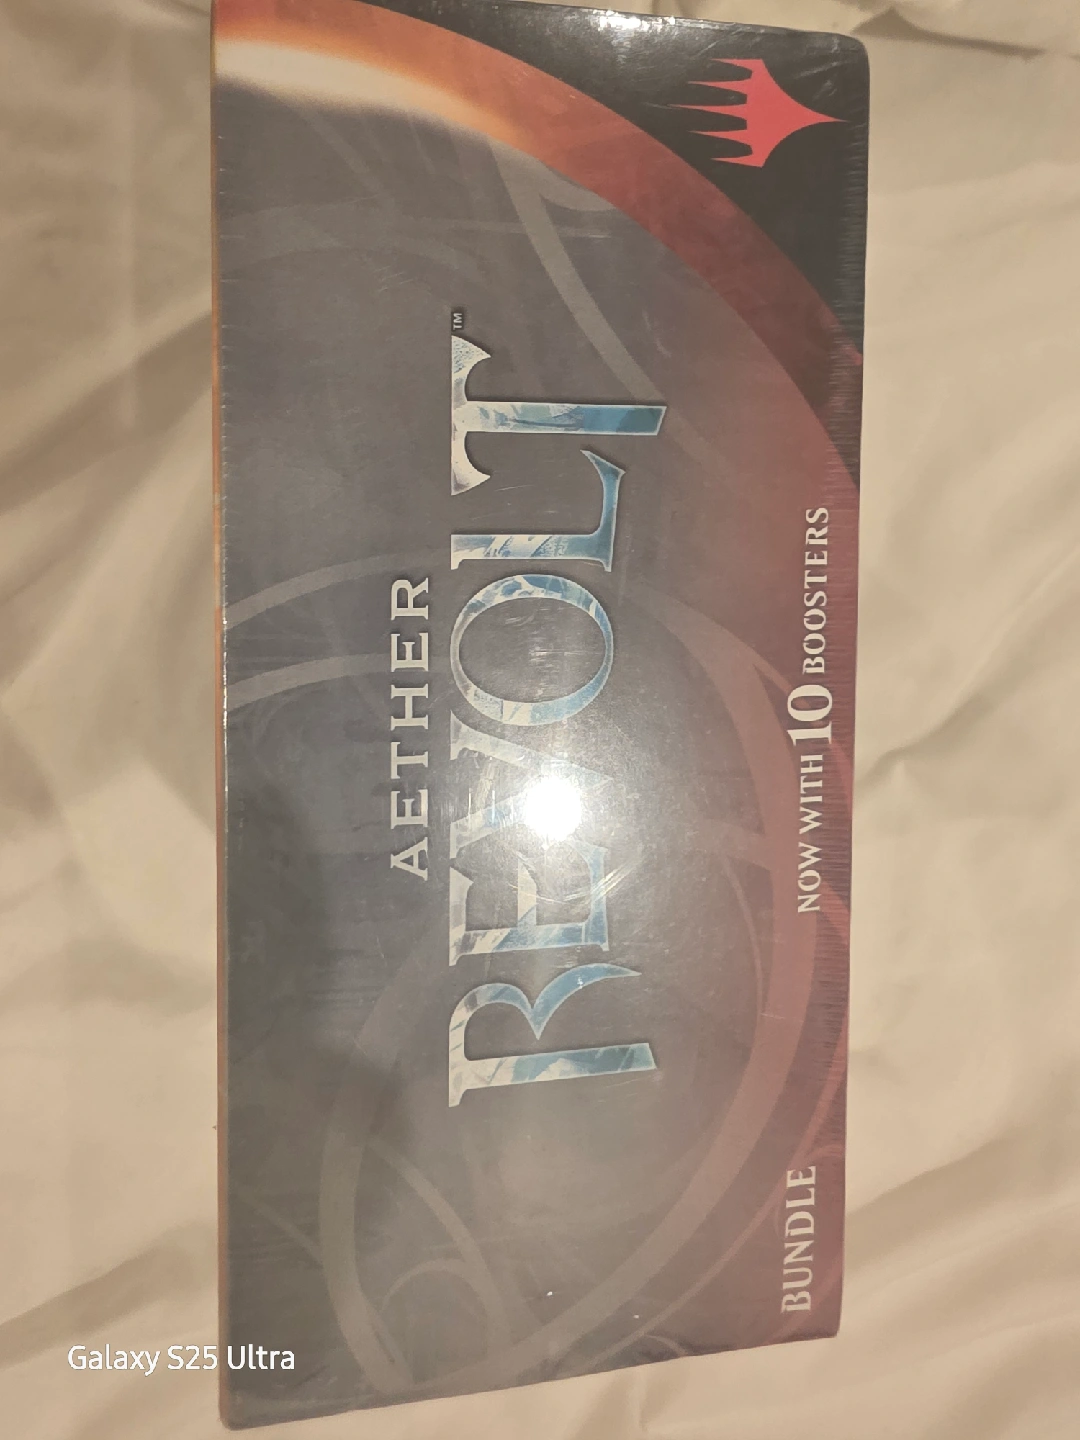 AETHER
REVOLT™
BUNDLE
NOW WITH 10 BOOSTERS
Galaxy S25 Ultra